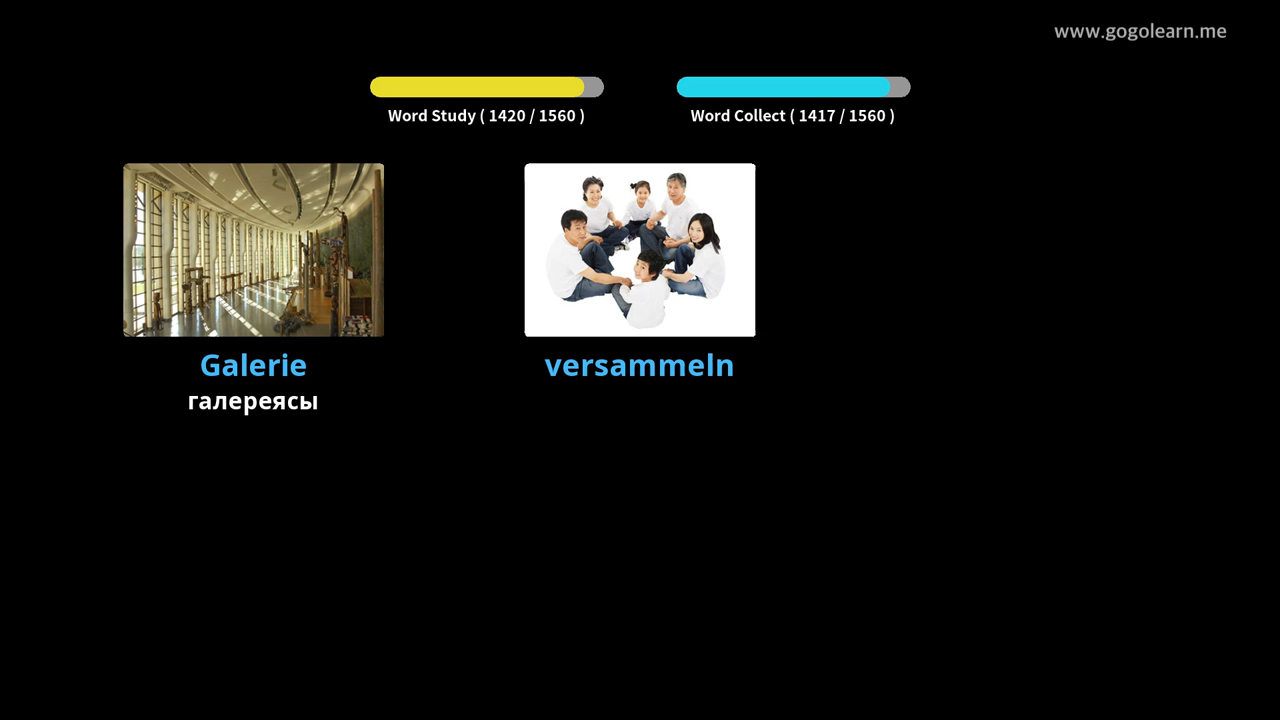 www.gogolearn.me
Word Study ( 1420 / 1560 )
Word Collect ( 1417 / 1560 )
Galerie
галереясы
versammeln